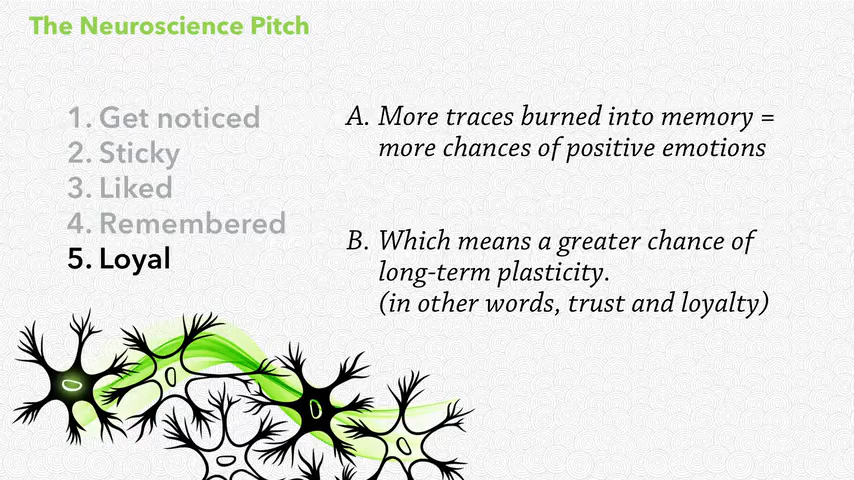 The Neuroscience Pitch
1. Get noticed
2. Sticky
3. Liked
4. Remembered
5. Loyal
A. More traces burned into memory =
more chances of positive emotions
B. Which means a greater chance of
long-term plasticity.
(in other words, trust and loyalty)